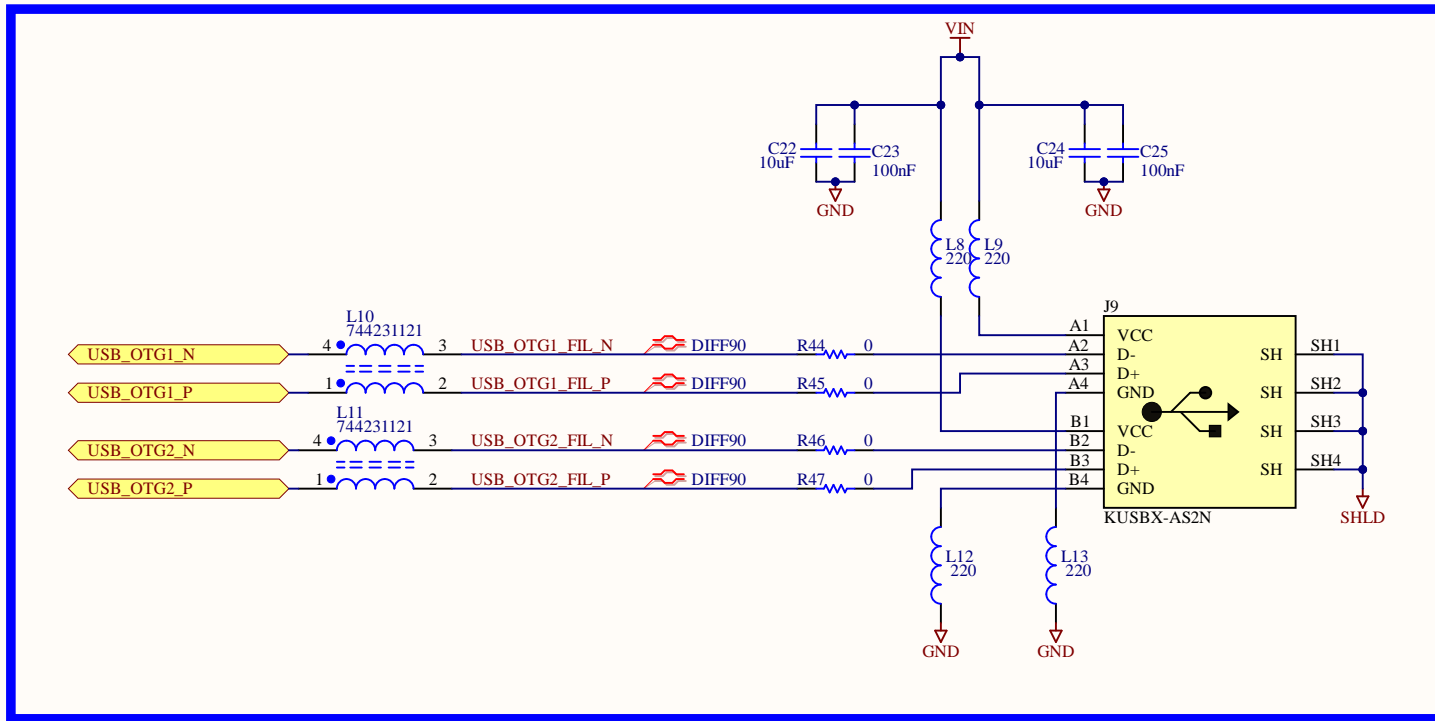 VIN
C22
10uF
C23
100nF
C24
10uF
C25
100nF
GND
GND
L8
220
L9
220
J9
L10
744231121
USB_OTG1_N
4
3
USB_OTG1_FIL_N
DIFF90
R44
0
USB_OTG1_P
1
2
USB_OTG1_FIL_P
DIFF90
R45
0
L11
744231121
USB_OTG2_N
4
3
USB_OTG2_FIL_N
DIFF90
R46
0
USB_OTG2_P
1
2
USB_OTG2_FIL_P
DIFF90
R47
0
A1
VCC
A2
D-
A3
D+
A4
GND
B1
VCC
B2
D-
B3
D+
B4
GND
SH
SH1
SH
SH2
SH
SH3
SH
SH4
KUSBX-AS2N
SHLD
L12
220
L13
220
GND
GND